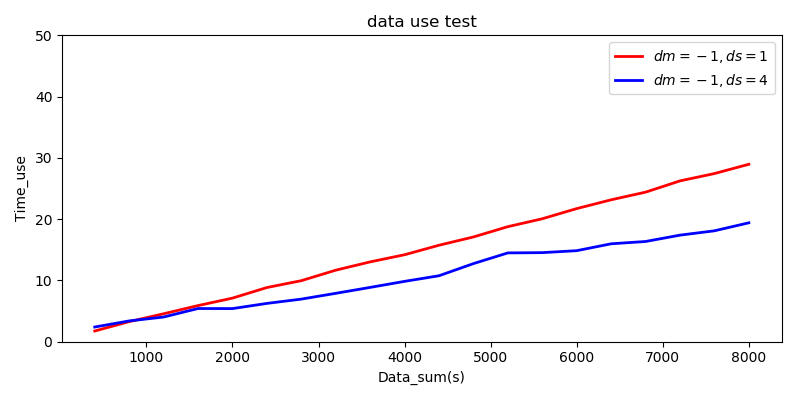 data use test
50
40
30
20
10
0
Time_use
dm = −1, ds = 1
dm = −1, ds = 4
1000 2000 3000 4000 5000 6000 7000 8000
Data_sum(s)